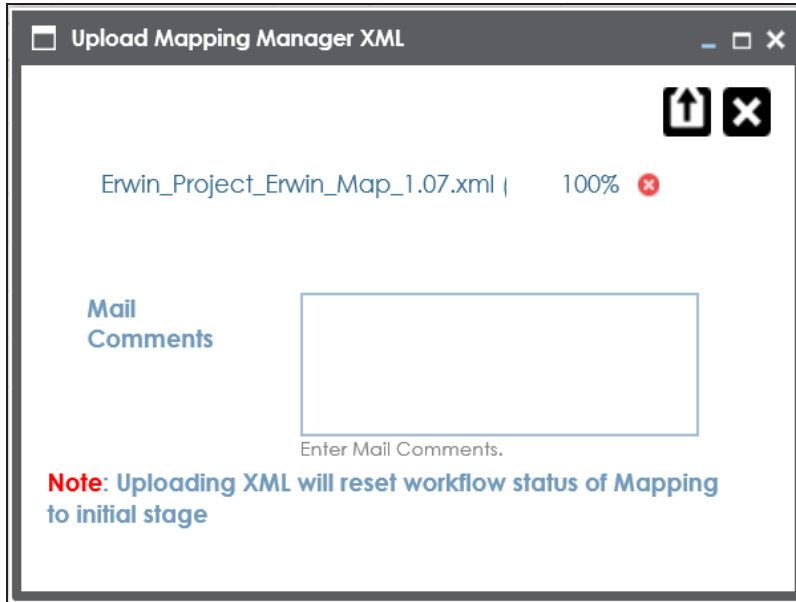 Upload Mapping Manager XML
Erwin_Project_Erwin_Map_1.07.xml ( 100%
Mail
Comments
Enter Mail Comments.
Note: Uploading XML will reset workflow status of Mapping
to initial stage